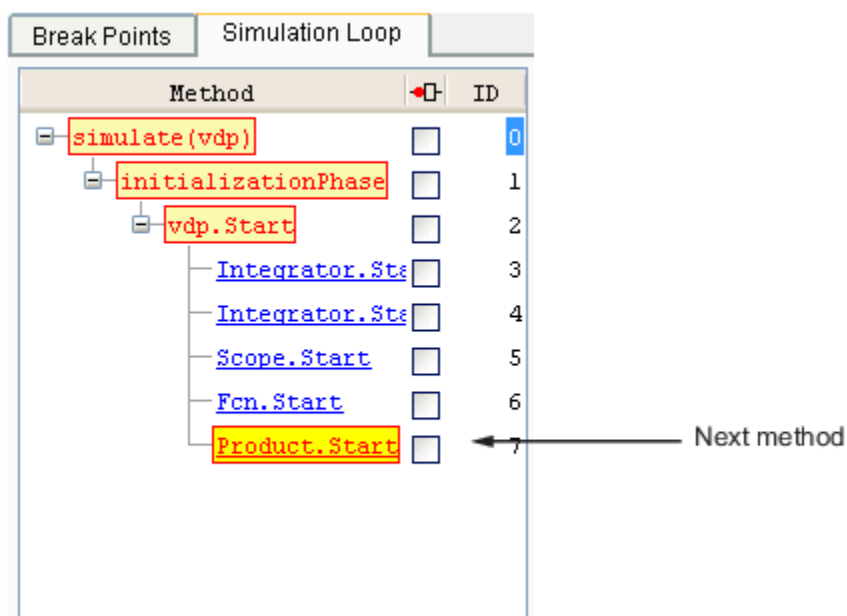 Break Points Simulation Loop
Method ID
simulate(vdp) 0
initializationPhase 1
vdp.Start 2
Integrator.Sta 3
Integrator.Sta 4
Scope.Start 5
Fcn.Start 6
Product.Start 7 Next method